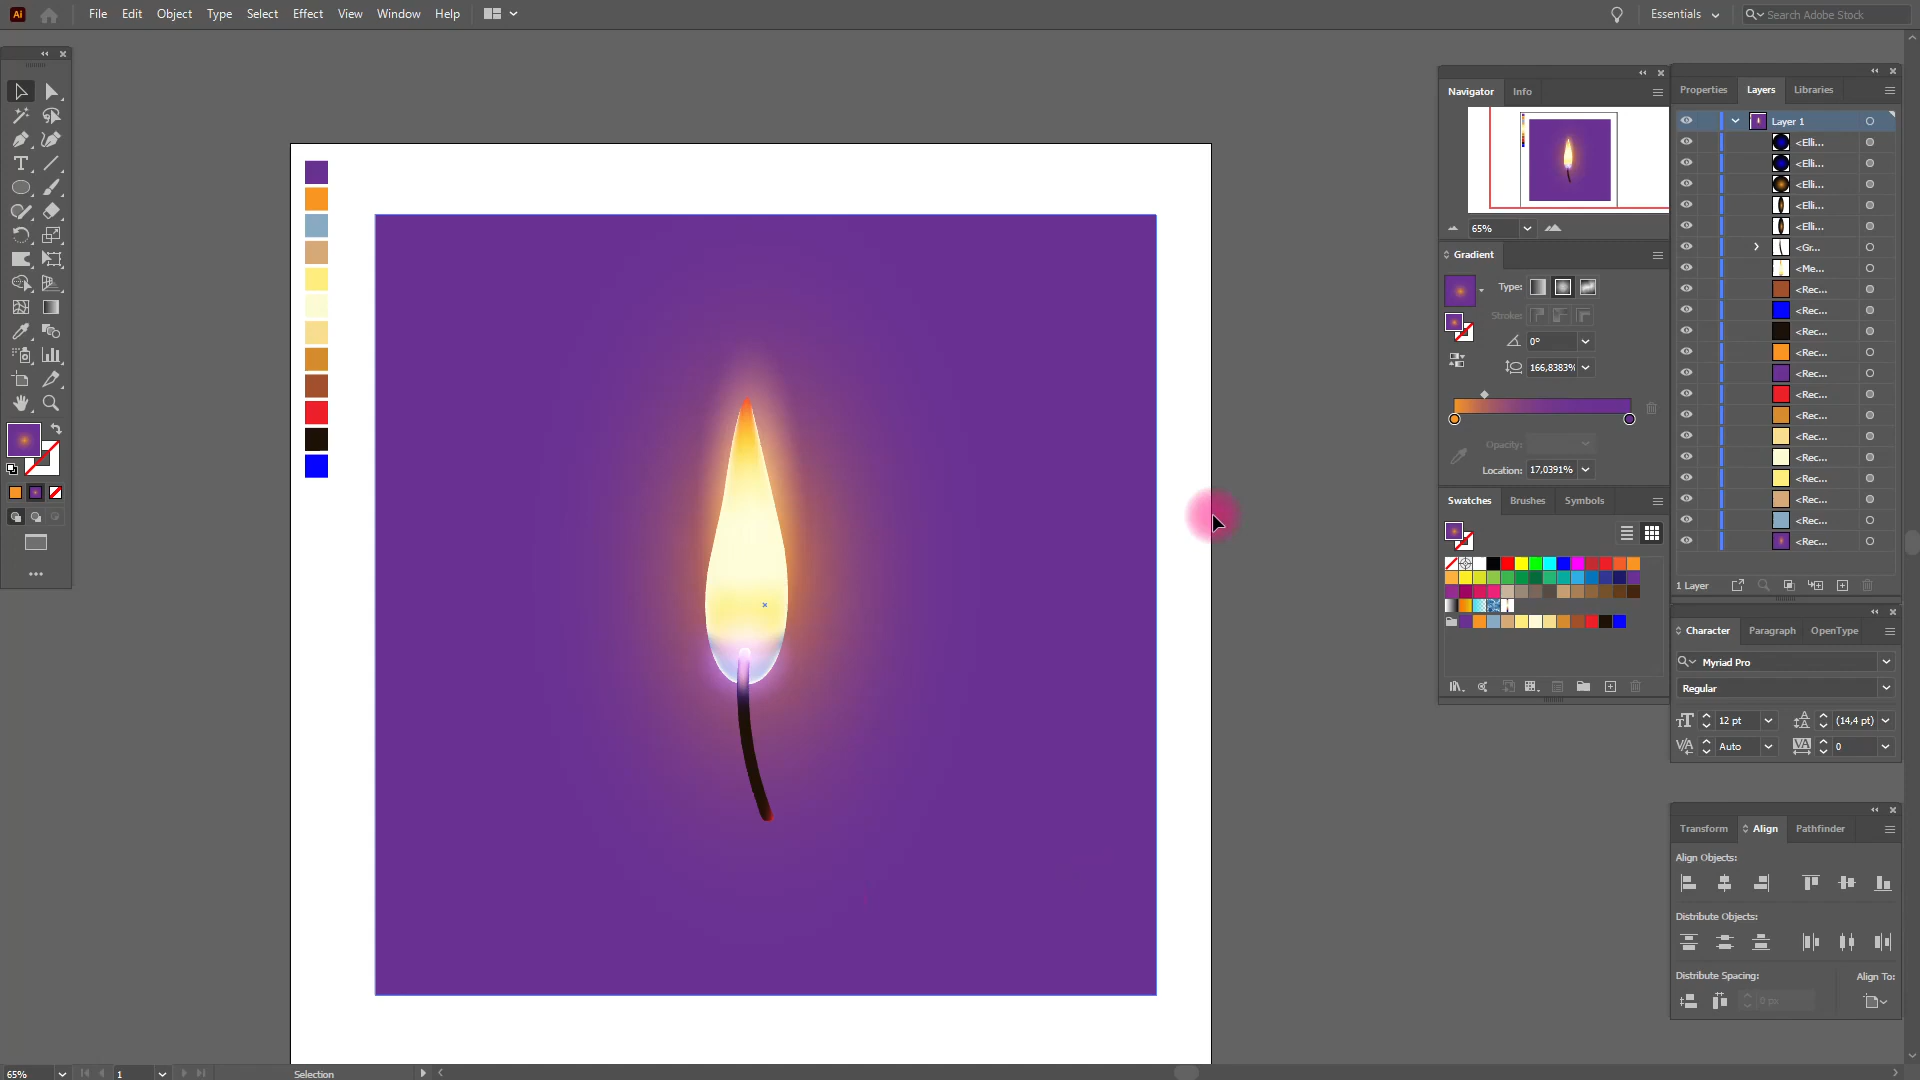 Ai File Edit Object Type Select Effect View Window Help Essentials Search Adobe Stock
Navigator Info
65%
Gradient
Type:
Stroke:
0°
166,8383%
Opacity:
Location: 17,0391%
Swatches Brushes Symbols
Properties Layers Libraries
Layer 1
<Elli...
<Elli...
<Elli...
<Elli...
<Elli...
<Gr...
<Me...
<Rec...
<Rec...
<Rec...
<Rec...
<Rec...
<Rec...
<Rec...
<Rec...
<Rec...
<Rec...
<Rec...
<Rec...
<Rec...
1 Layer
Character Paragraph OpenType
Myriad Pro
Regular
12 pt (14,4 pt)
Auto 0
Transform Align Pathfinder
Align Objects:
Distribute Objects:
Distribute Spacing: Align To:
0 px
65% 1 Selection